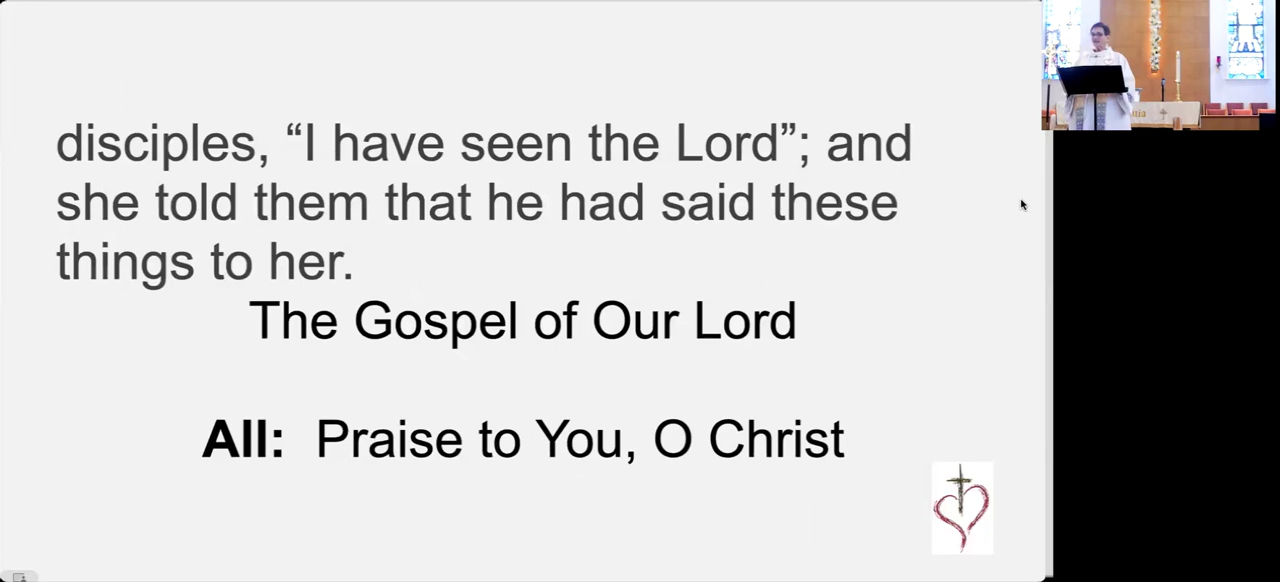 disciples, “I have seen the Lord”; and
she told them that he had said these
things to her.
The Gospel of Our Lord
All: Praise to You, O Christ